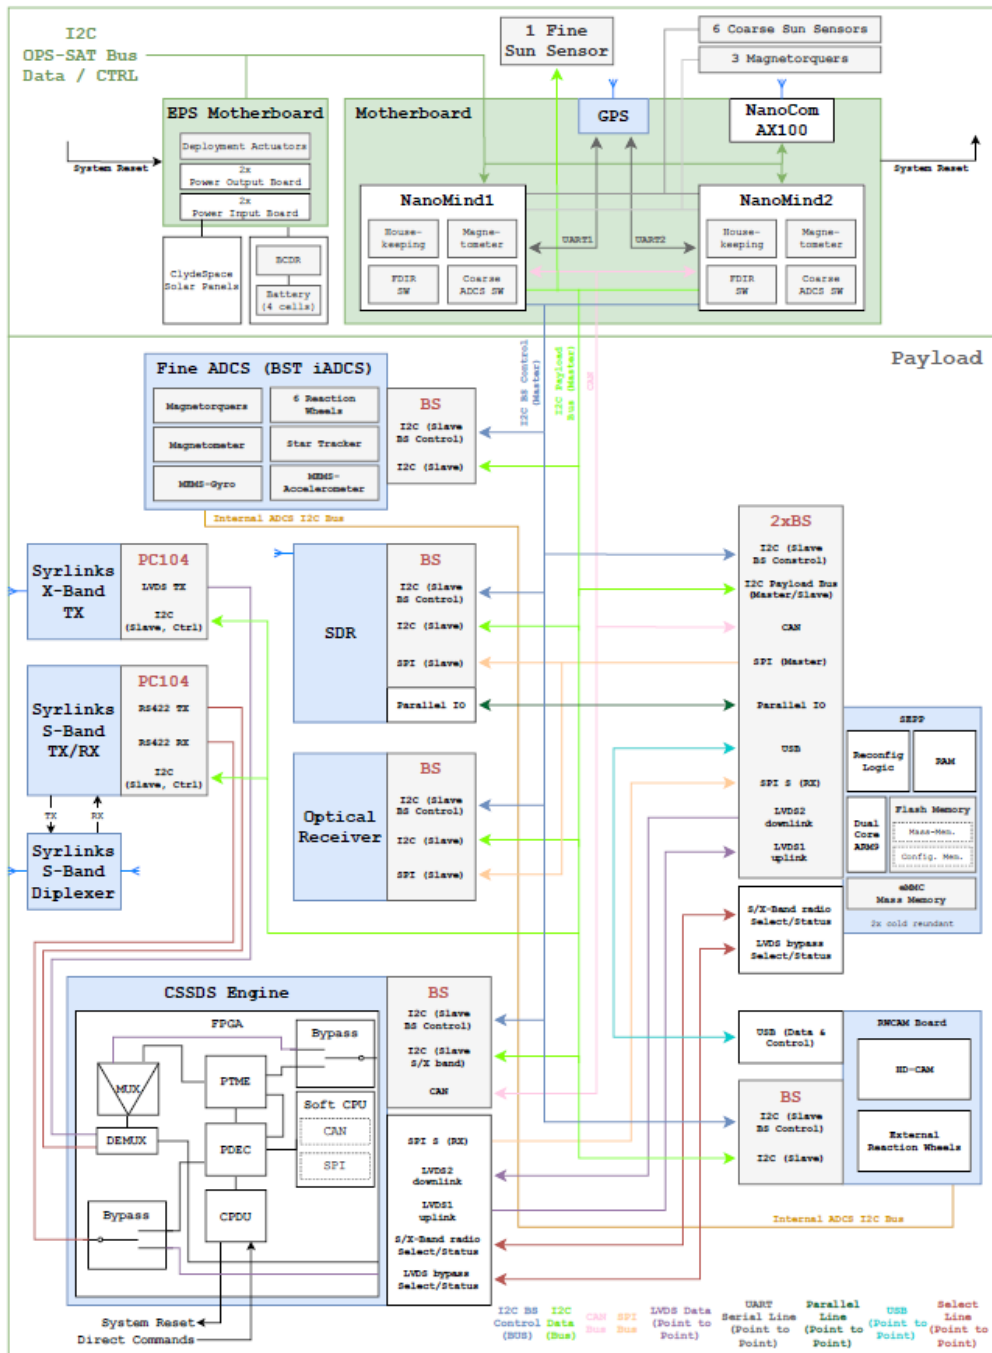 I2C
OPS-SAT Bus
Data / CTRL
1 Fine
Sun Sensor
6 Coarse Sun Sensors
3 Magnetorquers
EPS Motherboard
Deployment Actuators
2x
Power Output Board
2x
Power Input Board
System Reset
ClydeSpace
Solar Panels
BCDR
Battery
(4 cells)
Motherboard
GPS
NanoCom
AX100
System Reset
NanoMind1
House-
keeping
Magne-
tometer
FDIR
SW
Coarse
ADCS SW
UART1
UART2
NanoMind2
House-
keeping
Magne-
tometer
FDIR
SW
Coarse
ADCS SW
Payload
I2C BS Control
(Master)
I2C Payload
Bus (Master)
CAN
Fine ADCS (BST iADCS)
Magnetorquers
6 Reaction
Wheels
Magnetometer
Star Tracker
MEMS-Gyro
MEMS-
Accelerometer
BS
I2C (Slave
BS Control)
I2C (Slave)
Internal ADCS I2C Bus
Syrlinks
X-Band
TX
PC104
LVDS TX
I2C
(Slave, Ctrl)
Syrlinks
S-Band
TX/RX
PC104
RS422 TX
RS422 RX
I2C
(Slave, Ctrl)
TX
RX
Syrlinks
S-Band
Diplexer
SDR
BS
I2C (Slave
BS Control)
I2C (Slave)
SPI (Slave)
Parallel IO
Optical
Receiver
BS
I2C (Slave
BS Control)
I2C (Slave)
SPI (Slave)
2xBS
I2C (Slave
BS Constrol)
I2C Payload Bus
(Master/Slave)
CAN
SPI (Master)
Parallel IO
USB
SPI S (RX)
LVDS2
downlink
LVDS1
uplink
S/X-Band radio
Select/Status
LVDS bypass
Select/Status
SEPP
Reconfig
Logic
RAM
Dual
Core
ARM9
Flash Memory
Mass-Mem.
Config. Mem.
eMMC
Mass Memory
2x cold reundant
CSSDS Engine
FPGA
MUX
DEMUX
PTME
PDEC
CPDU
Bypass
Soft CPU
CAN
SPI
Bypass
System Reset
Direct Commands
BS
I2C (Slave
BS Control)
I2C (Slave
S/X band)
CAN
SPI S (RX)
LVDS2
downlink
LVDS1
uplink
S/X-Band radio
Select/Status
LVDS bypass
Select/Status
USB (Data &
Control)
BS
I2C (Slave
BS Control)
I2C (Slave)
RNCAM Board
HD-CAM
External
Reaction Wheels
Internal ADCS I2C Bus
I2C BS
Control
(BUS)
I2C
Data
(Bus)
CAN
Bus
SPI
Bus
LVDS Data
(Point to
Point)
UART
Serial Line
(Point to
Point)
Parallel
Line
(Point to
Point)
USB
(Point to
Point)
Select
Line
(Point to
Point)